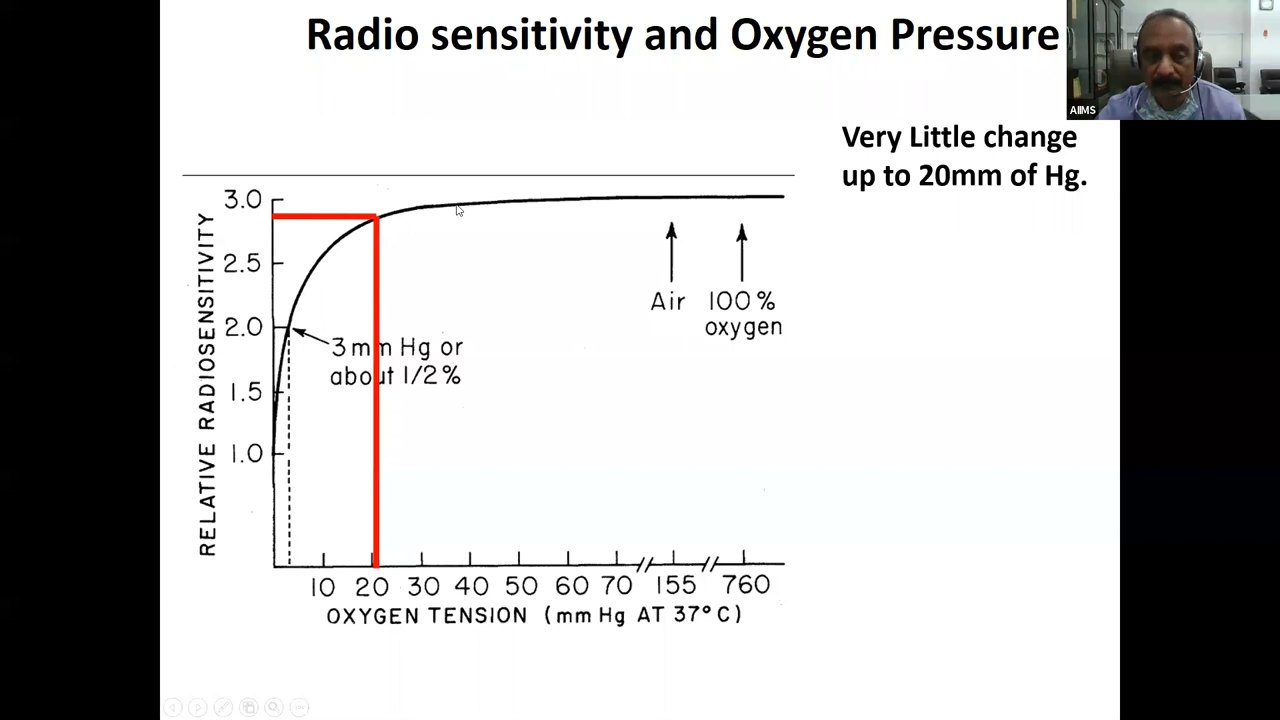 Radio sensitivity and Oxygen Pressure
AIIMS
Very Little change
up to 20mm of Hg.
RELATIVE RADIOSENSITIVITY
3.0
2.5
2.0
1.5
1.0
3 mm Hg or
about 1/2 %
Air
100 %
oxygen
10 20 30 40 50 60 70 155 760
OXYGEN TENSION (mm Hg AT 37° C)